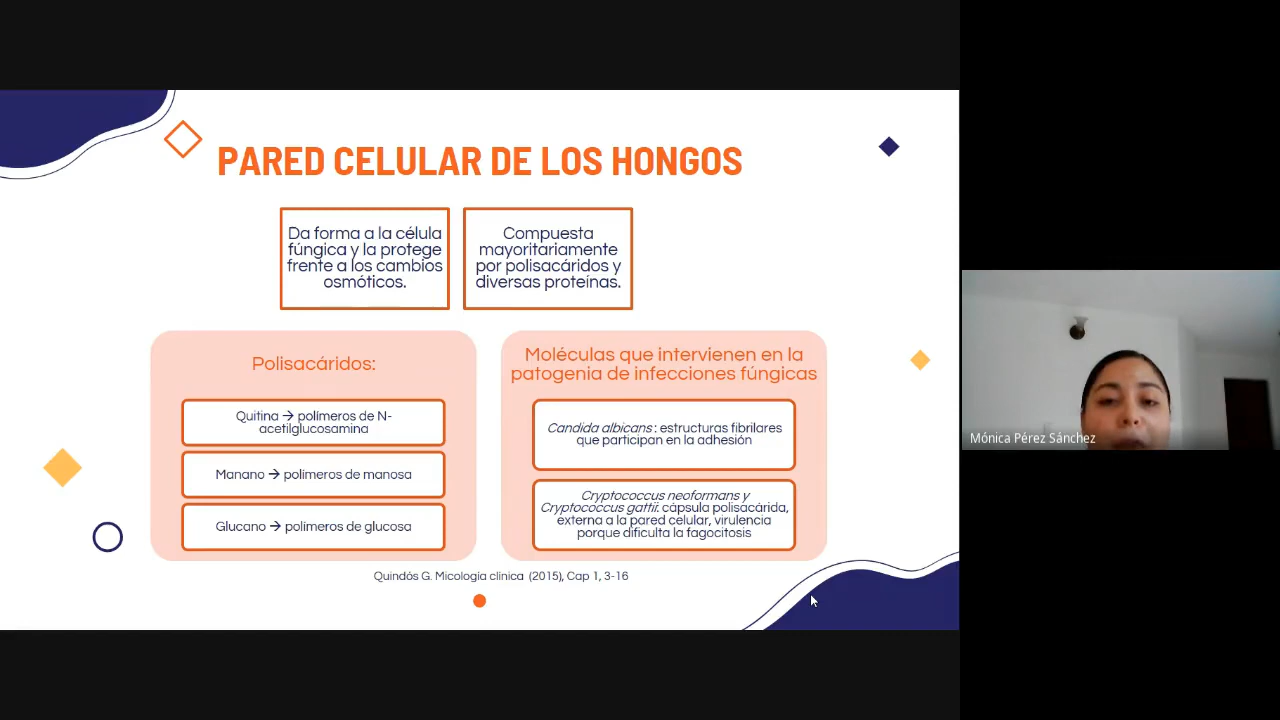 PARED CELULAR DE LOS HONGOS
Da forma a la célula
fúngica y la protege
frente a los cambios
osmóticos.
Compuesta
mayoritariamente
por polisacáridos y
diversas proteínas.
Polisacáridos:
Quitina → polímeros de N-
acetilglucosamina
Manano → polímeros de manosa
Glucano → polímeros de glucosa
Moléculas que intervienen en la
patogenia de infecciones fúngicas
Candida albicans : estructuras fibrilares
que participan en la adhesión
Cryptococcus neoformans y
Cryptococcus gattii: cápsula polisacárida,
externa a la pared celular, virulencia
porque dificulta la fagocitosis
Quindós G. Micología clínica (2015), Cap 1, 3-16
Mónica Pérez Sánchez